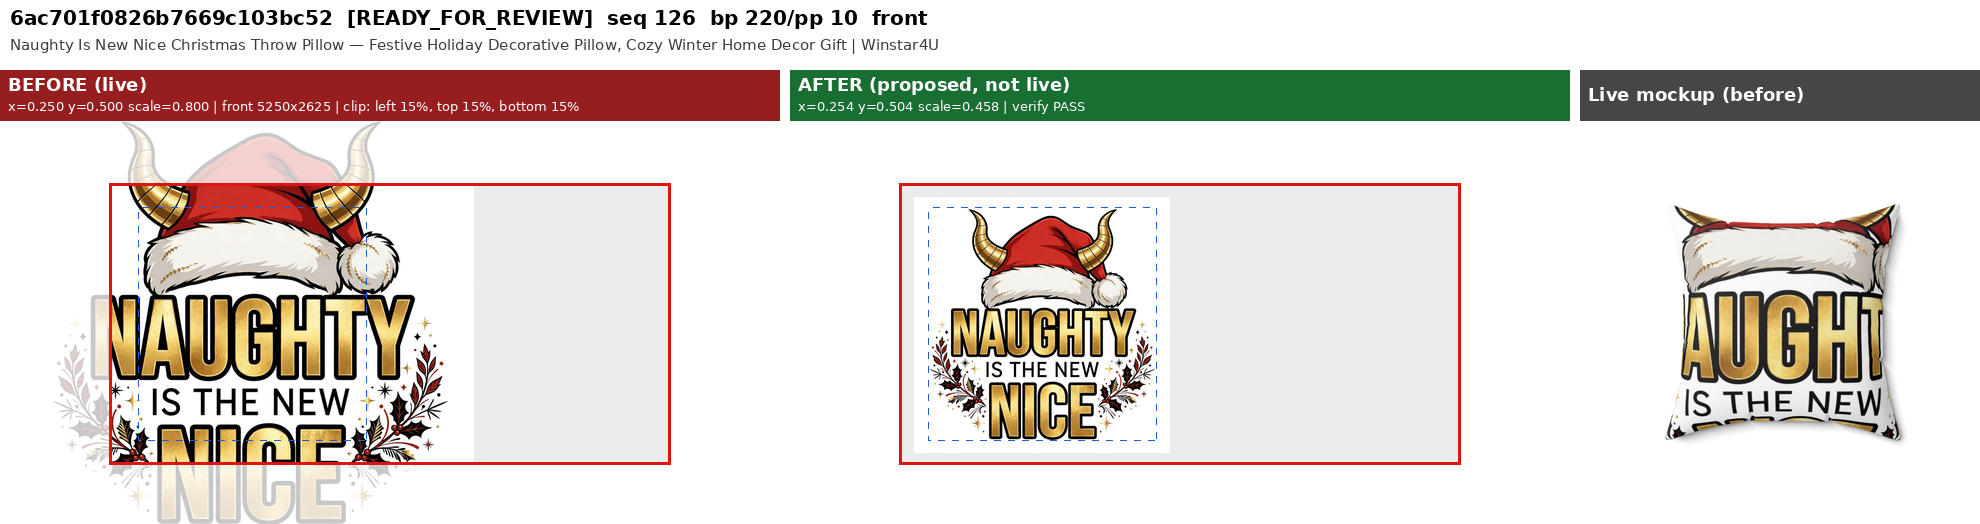 6ac701f0826b7669c103bc52 [READY_FOR_REVIEW] seq 126 bp 220/pp 10 front
Naughty Is New Nice Christmas Throw Pillow — Festive Holiday Decorative Pillow, Cozy Winter Home Decor Gift | Winstar4U
BEFORE (live)
x=0.250 y=0.500 scale=0.800 | front 5250x2625 | clip: left 15%, top 15%, bottom 15%
NAUGHTY
IS THE NEW
NICE
AFTER (proposed, not live)
x=0.254 y=0.504 scale=0.458 | verify PASS
NAUGHTY
IS THE NEW
NICE
Live mockup (before)
AUGHT
IS THE NEW